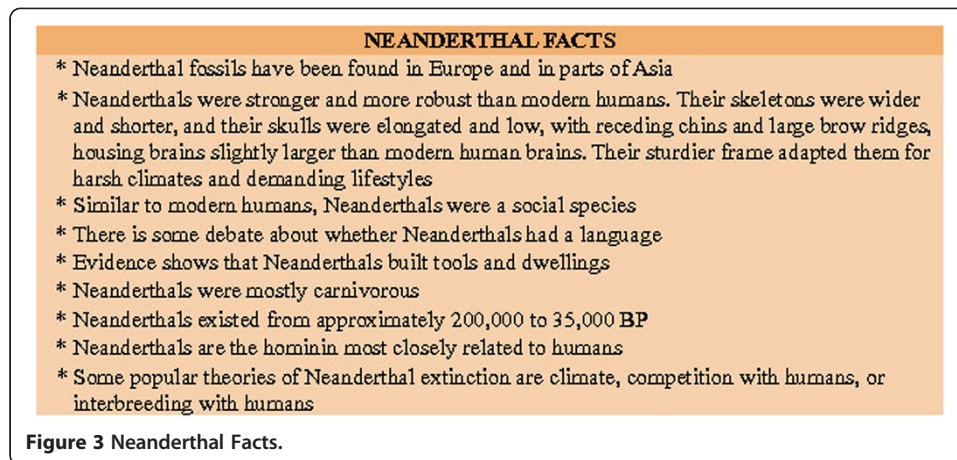 NEANDERTHAL FACTS
* Neanderthal fossils have been found in Europe and in parts of Asia
* Neanderthals were stronger and more robust than modern humans. Their skeletons were wider
and shorter, and their skulls were elongated and low, with receding chins and large brow ridges,
housing brains slightly larger than modern human brains. Their sturdier frame adapted them for
harsh climates and demanding lifestyles
* Similar to modern humans, Neanderthals were a social species
* There is some debate about whether Neanderthals had a language
* Evidence shows that Neanderthals built tools and dwellings
* Neanderthals were mostly carnivorous
* Neanderthals existed from approximately 200,000 to 35,000 BP
* Neanderthals are the hominin most closely related to humans
* Some popular theories of Neanderthal extinction are climate, competition with humans, or
interbreeding with humans
Figure 3 Neanderthal Facts.